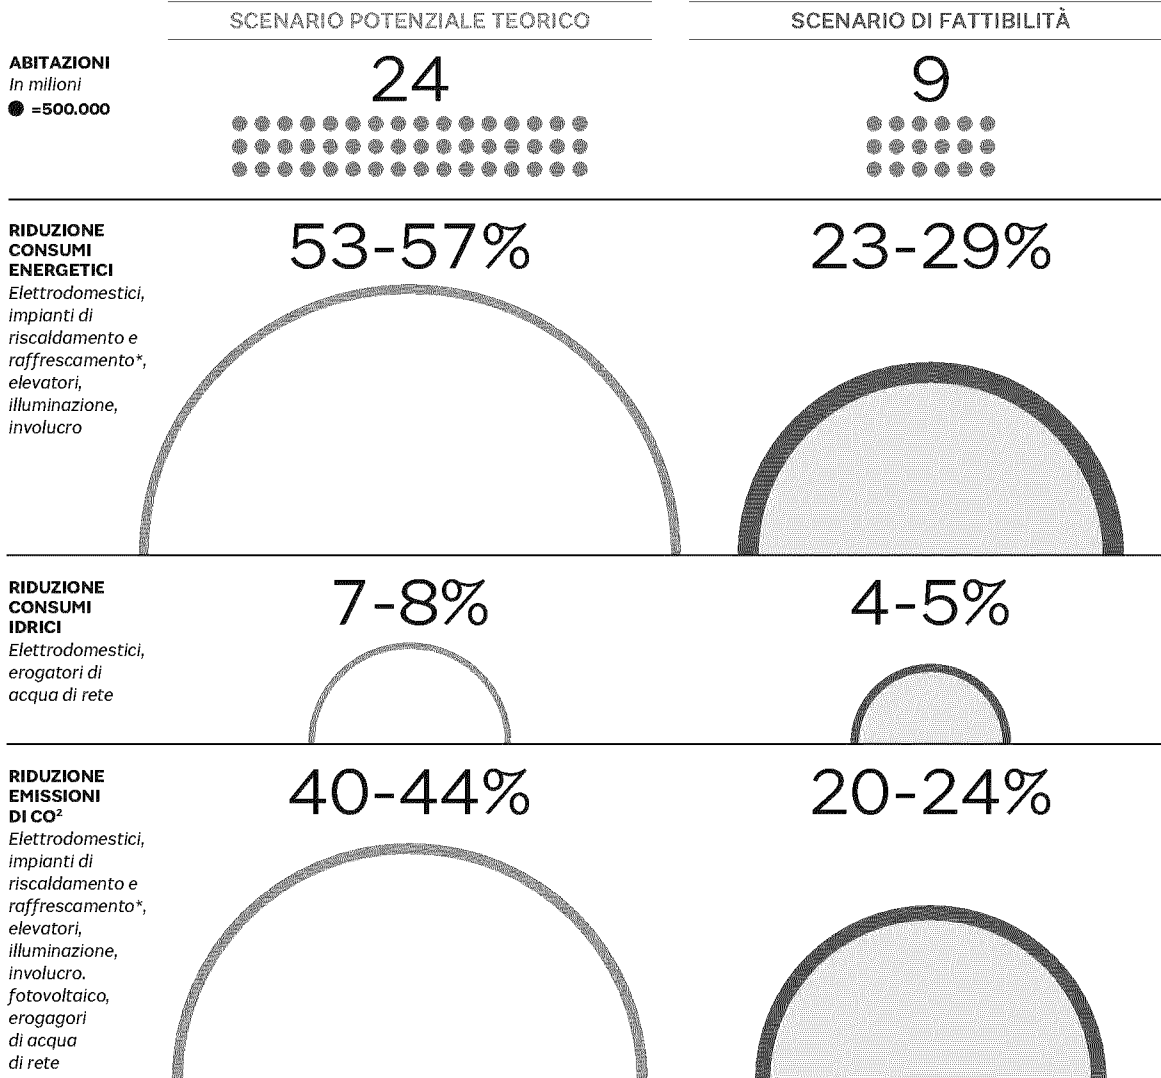 SCENARIO POTENZIALE TEORICO
SCENARIO DI FATTIBILITÀ
ABITAZIONI
In milioni
=500.000
24
9
RIDUZIONE
CONSUMI
ENERGETICI
Elettrodomestici,
impianti di
riscaldamento e
raffrescamento*,
elevatori,
illuminazione,
involucro
53-57%
23-29%
RIDUZIONE
CONSUMI
IDRICI
Elettrodomestici,
erogatori di
acqua di rete
7-8%
4-5%
RIDUZIONE
EMISSIONI
DI CO²
Elettrodomestici,
impianti di
riscaldamento e
raffrescamento*,
elevatori,
illuminazione,
involucro.
fotovoltaico,
erogagori
di acqua
di rete
40-44%
20-24%